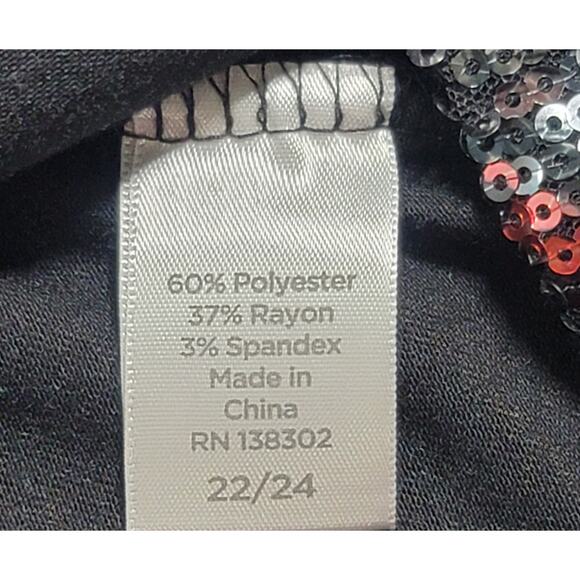 60% Polyester
37% Rayon
3% Spandex
Made in
China
RN 138302
22/24